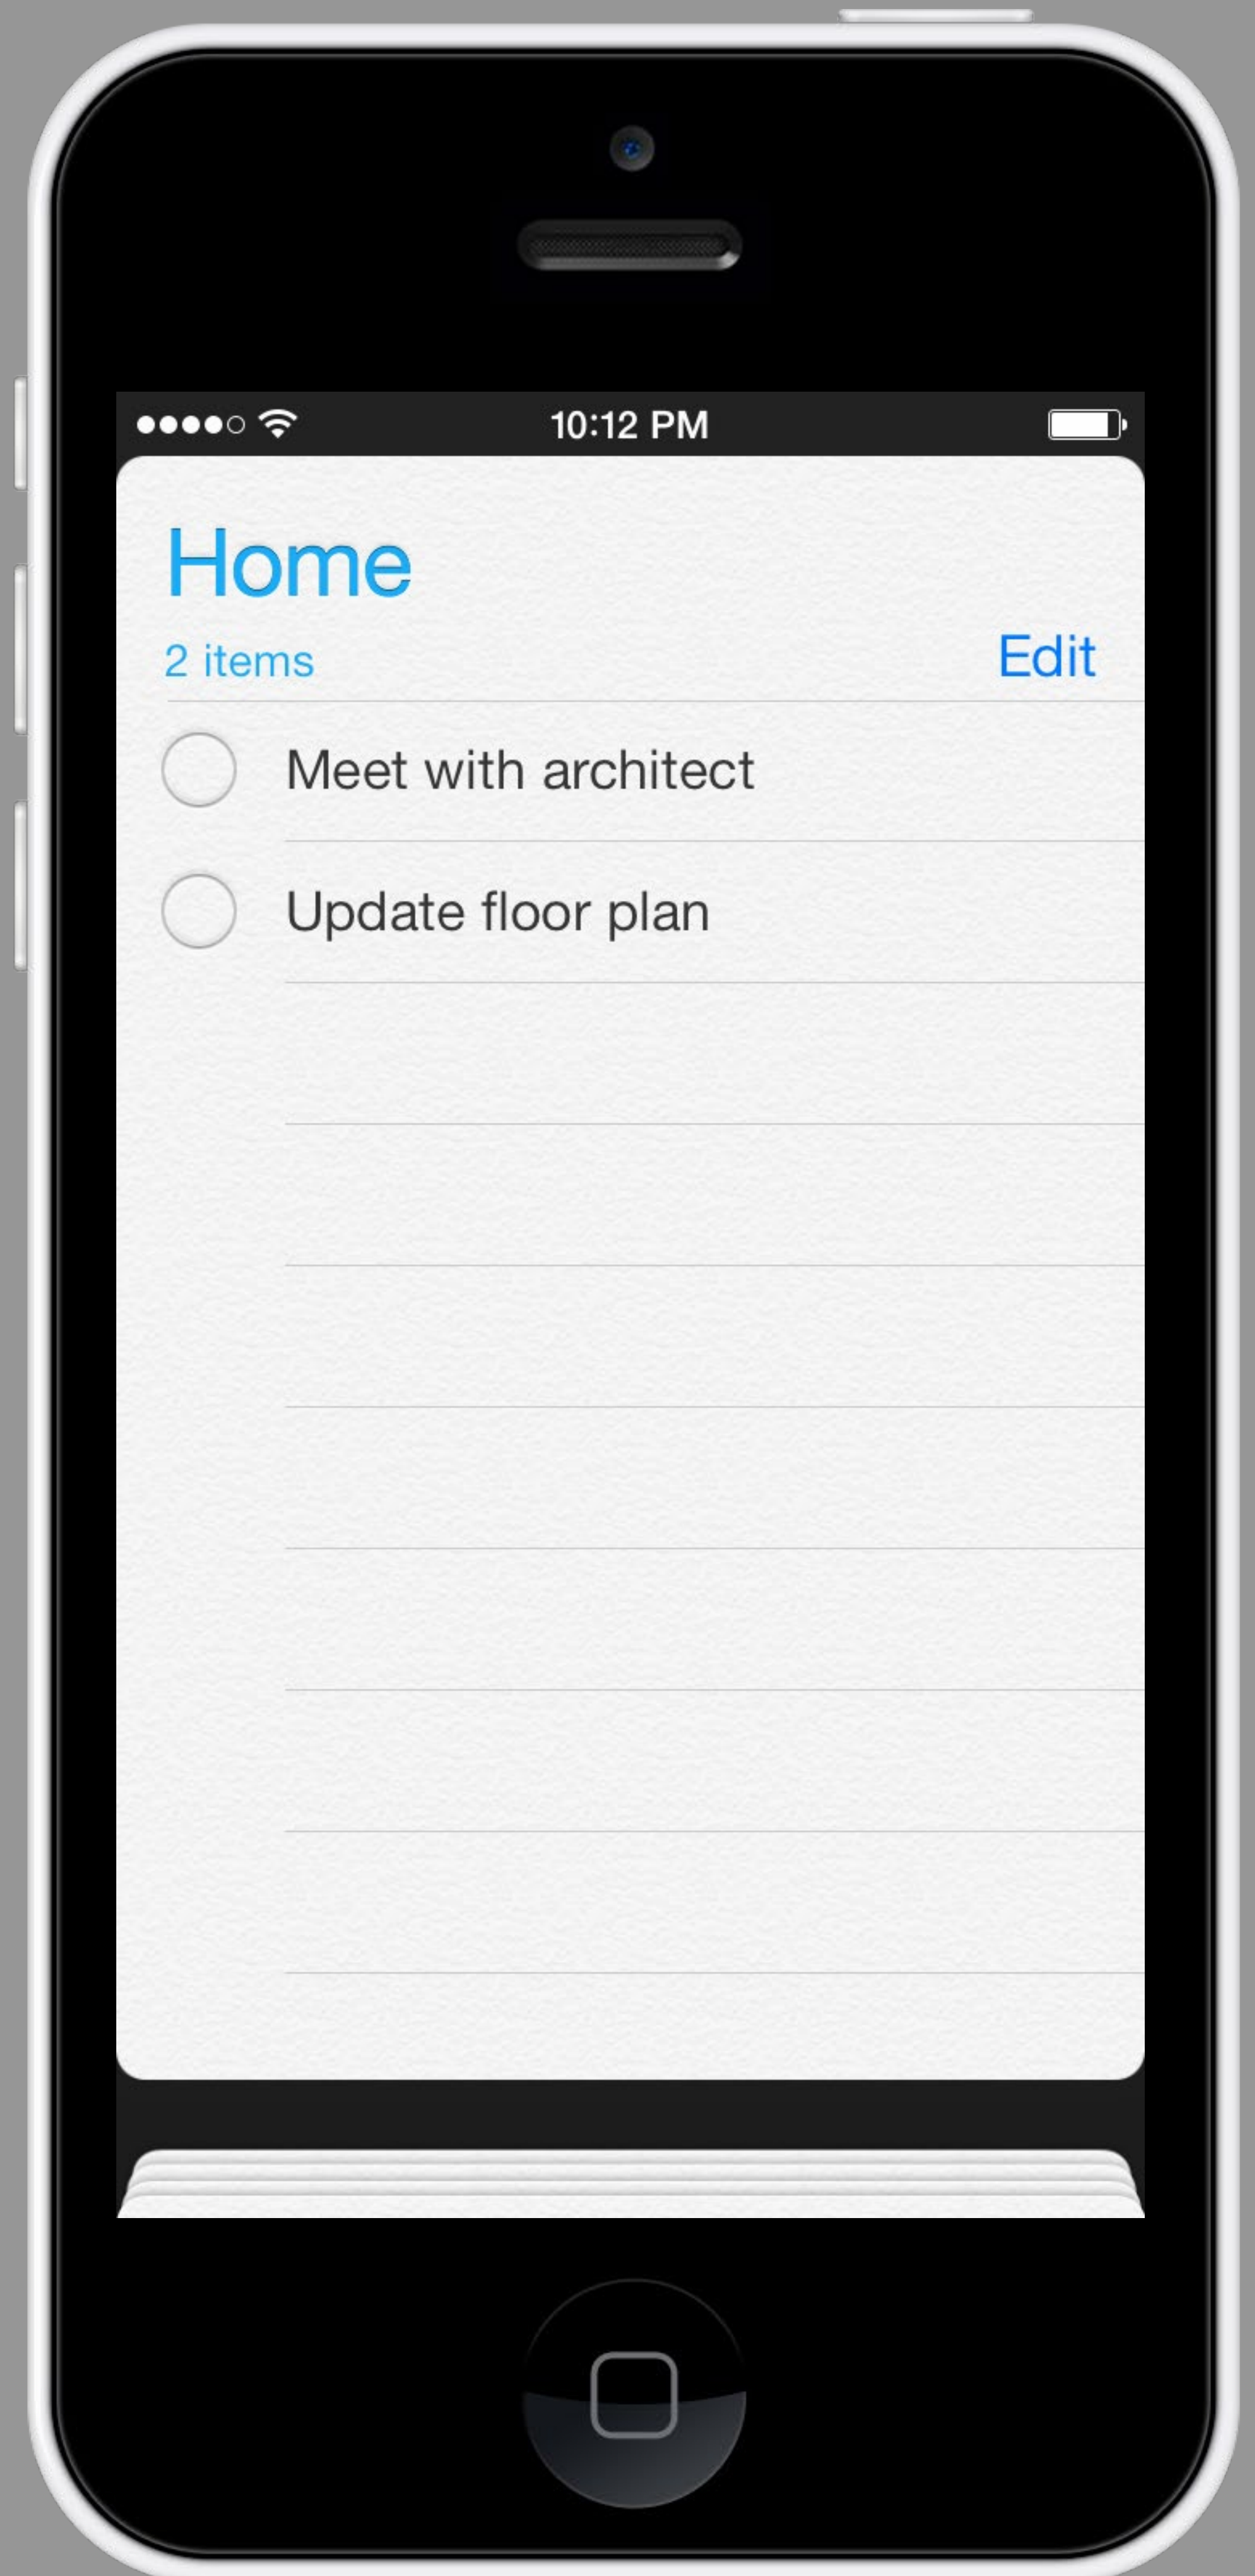 10:12 PM
Home
2 items
Edit
Meet with architect
Update floor plan